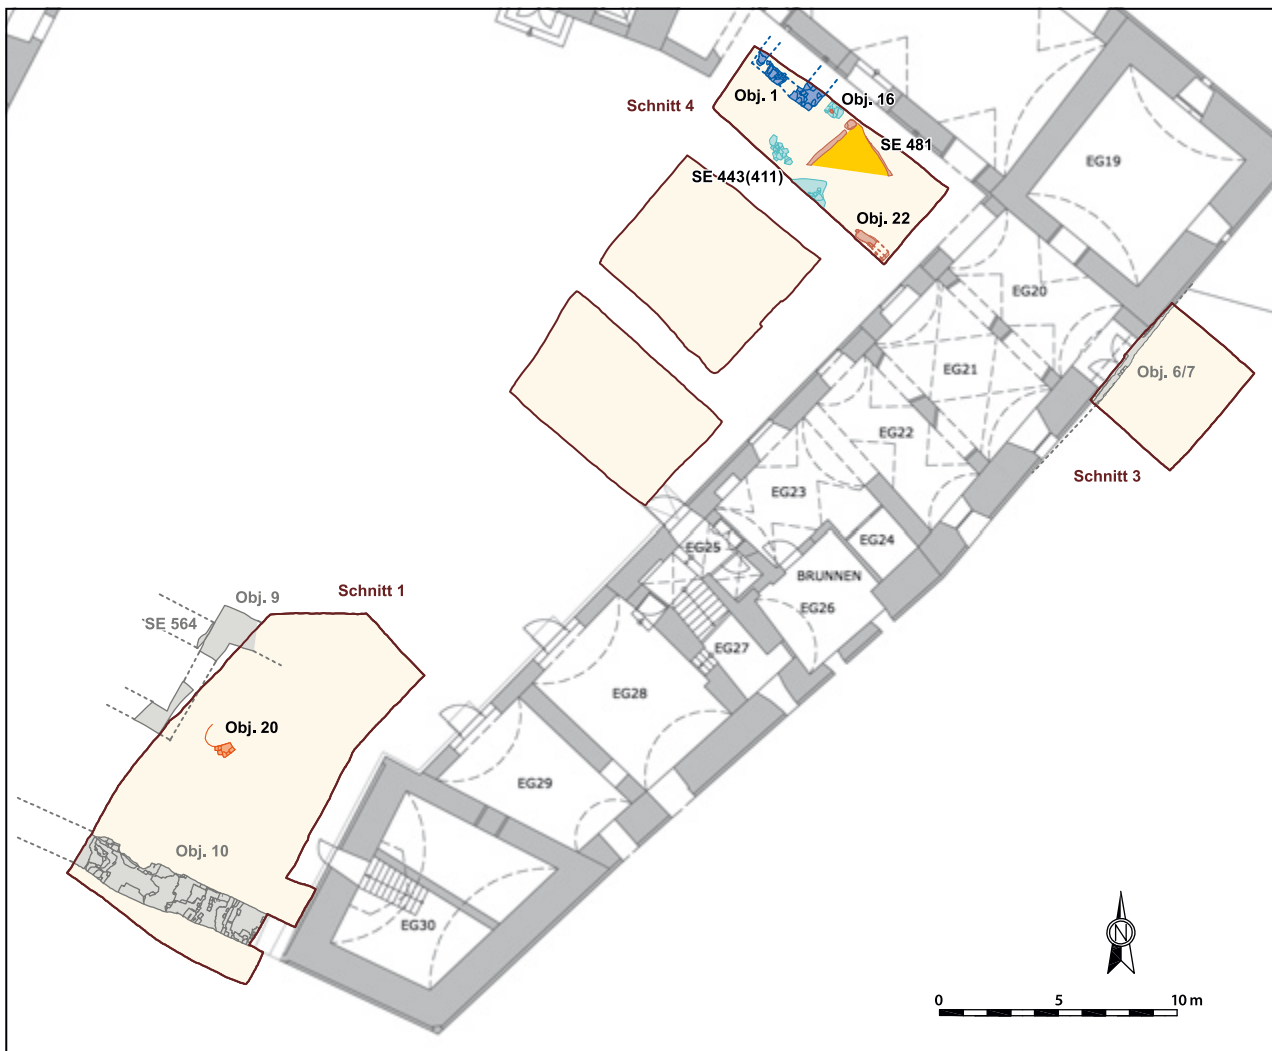 Obj. 1
Obj. 16
Schnitt 4
SE 481
EG19
SE 443(411)
Obj. 22
EG20
EG21
Obj. 6/7
EG22
Schnitt 3
EG23
EG24
EG25
BRUNNEN
EG26
Schnitt 1
Obj. 9
SE 564
EG27
EG28
Obj. 20
EG29
Obj. 10
EG30
N
0 5 10 m